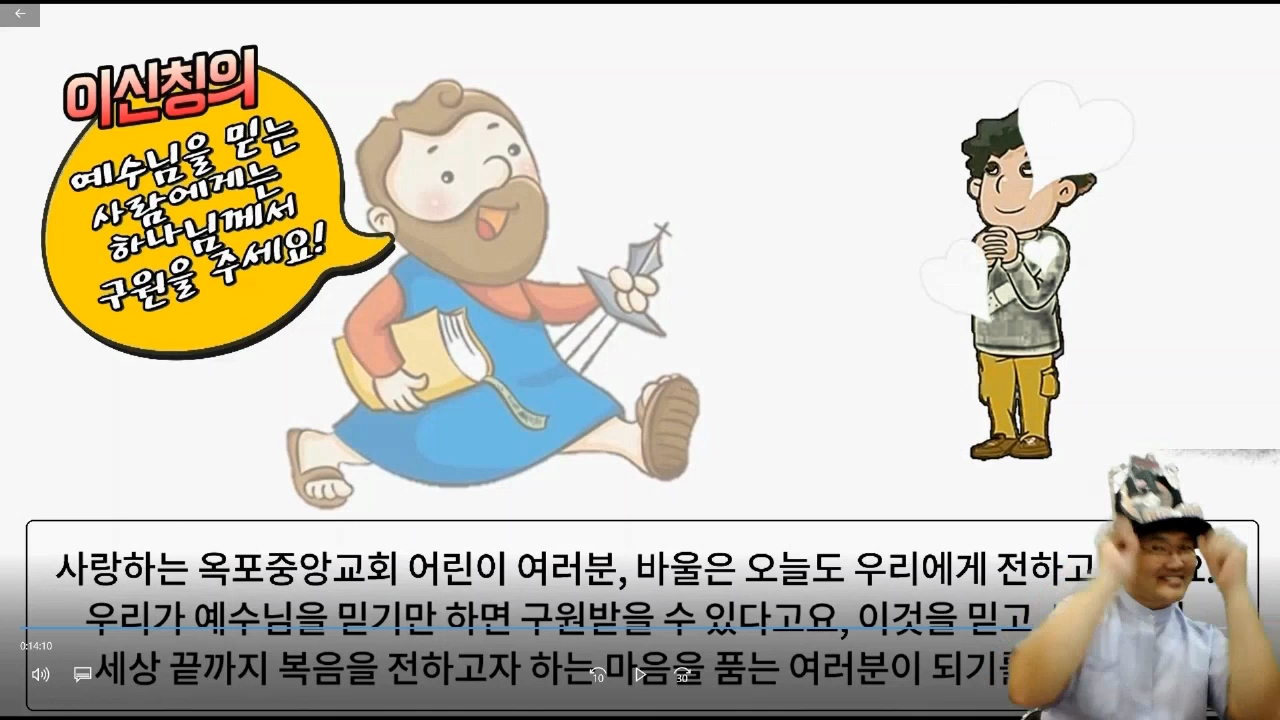 이신칭의
예수님을 믿는
사람에게는
하나님께서
구원을 주세요!
사랑하는 옥포중앙교회 어린이 여러분, 바울은 오늘도 우리에게 전하고
우리가 예수님을 믿기만 하면 구원받을 수 있다고요, 이것을 믿고
0:14:10
세상 끝까지 복음을 전하고자 하는 마음을 품는 여러분이 되기를
10
30